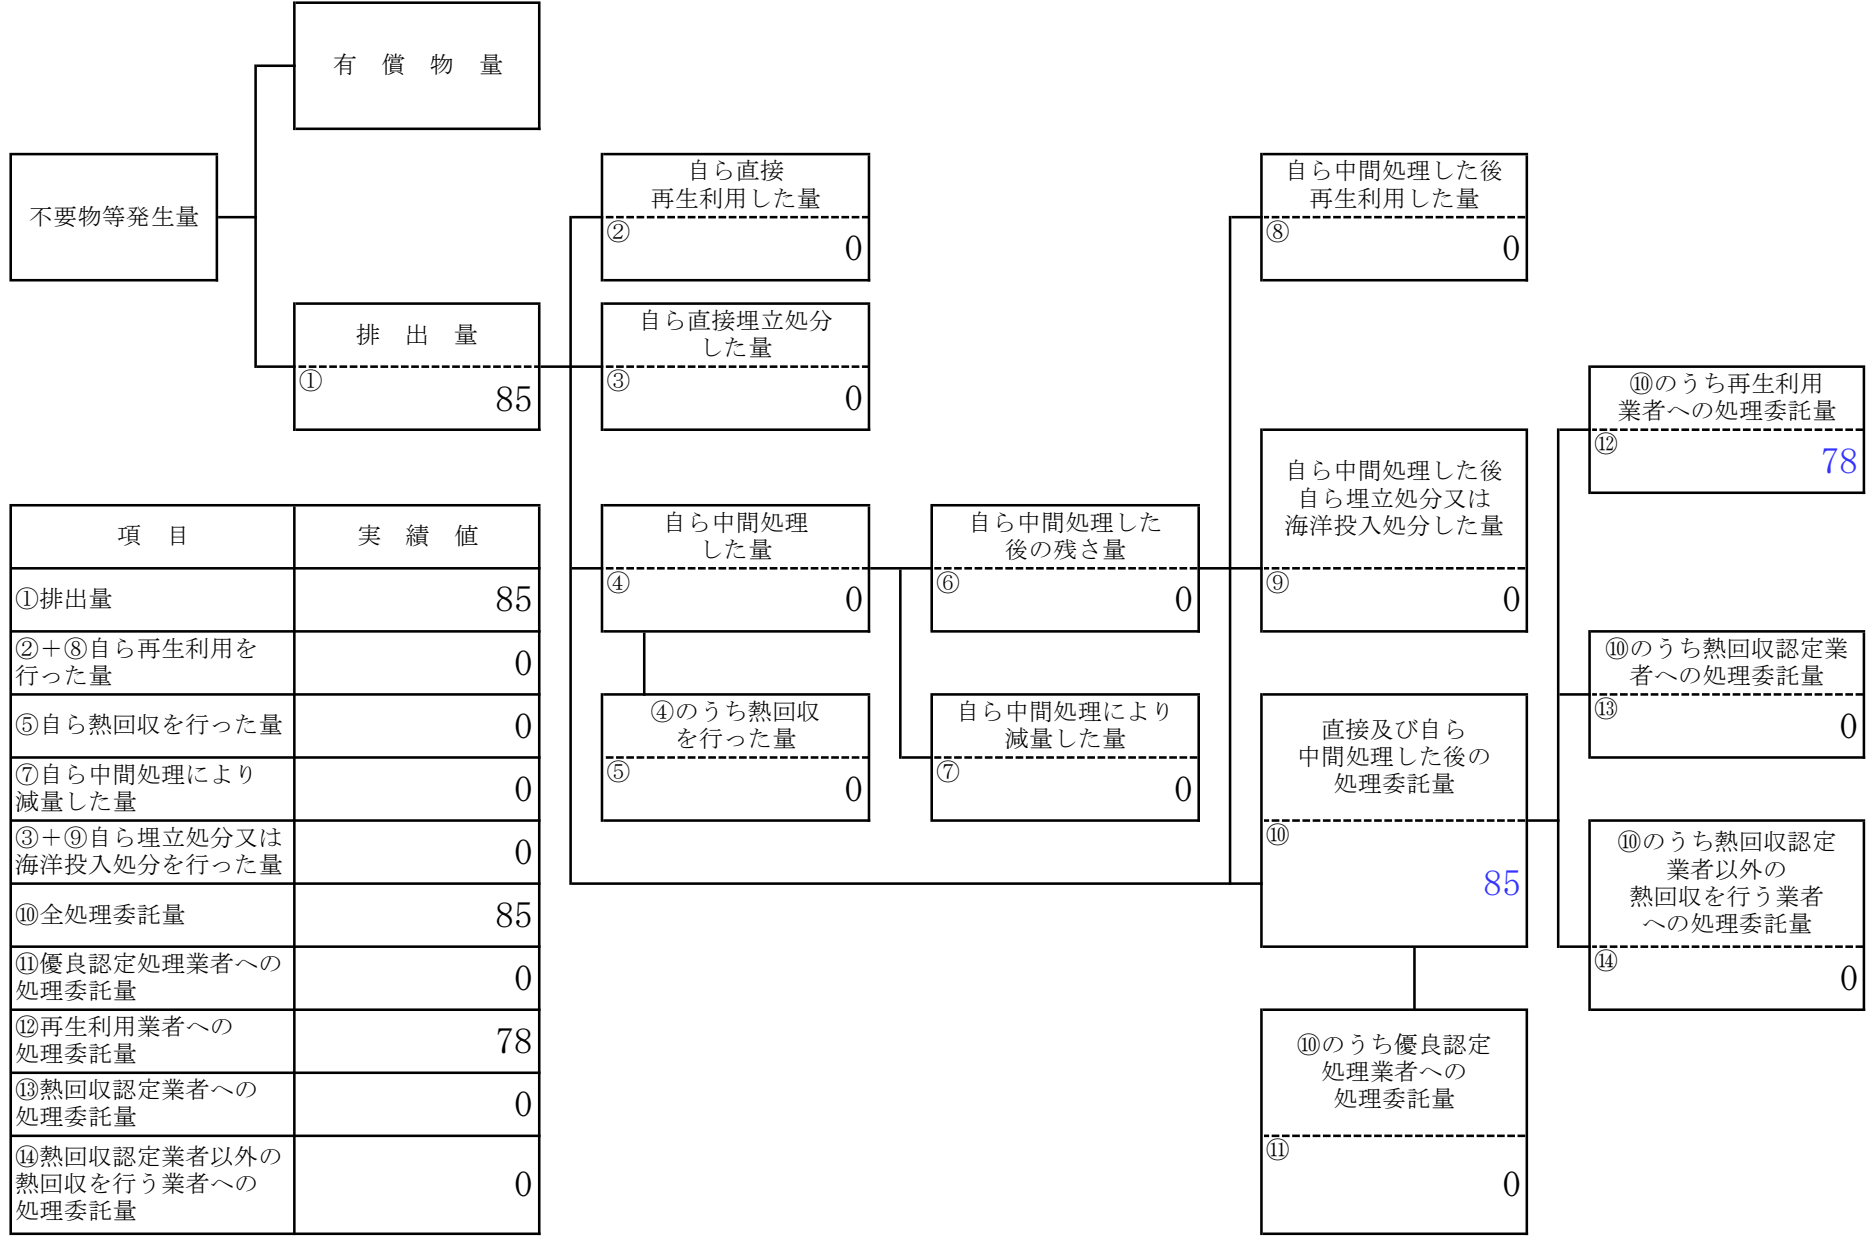 有 償 物 量
不要物等発生量
排 出 量
①
85
自ら直接
再生利用した量
②
0
自ら直接埋立処分
した量
③
0
自ら中間処理
した量
④
0
④のうち熱回収
を行った量
⑤
0
自ら中間処理した
後の残さ量
⑥
0
自ら中間処理により
減量した量
⑦
0
自ら中間処理した後
再生利用した量
⑧
0
自ら中間処理した後
自ら埋立処分又は
海洋投入処分した量
⑨
0
直接及び自ら
中間処理した後の
処理委託量
⑩
85
⑩のうち優良認定
処理業者への
処理委託量
⑪
0
⑩のうち再生利用
業者への処理委託量
⑫
78
⑩のうち熱回収認定業
者への処理委託量
⑬
0
⑩のうち熱回収認定
業者以外の
熱回収を行う業者
への処理委託量
⑭
0
項 目 実 績 値
①排出量 85
②＋⑧自ら再生利用を
行った量 0
⑤自ら熱回収を行った量 0
⑦自ら中間処理により
減量した量 0
③＋⑨自ら埋立処分又は
海洋投入処分を行った量 0
⑩全処理委託量 85
⑪優良認定処理業者への
処理委託量 0
⑫再生利用業者への
処理委託量 78
⑬熱回収認定業者への
処理委託量 0
⑭熱回収認定業者以外の
熱回収を行う業者への
処理委託量 0